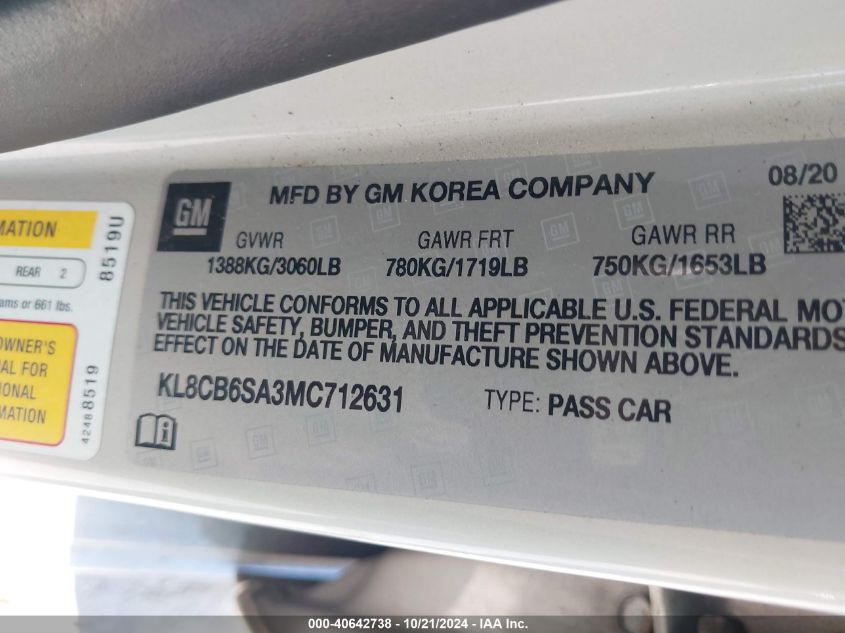 MFD BY GM KOREA COMPANY
08/20
GM
GVWR GAWR FRT GAWR RR
1388KG/3060LB 780KG/1719LB 750KG/1653LB
THIS VEHICLE CONFORMS TO ALL APPLICABLE U.S. FEDERAL MOT
VEHICLE SAFETY, BUMPER, AND THEFT PREVENTION STANDARDS
EFFECT ON THE DATE OF MANUFACTURE SHOWN ABOVE.
KL8CB6SA3MC712631 TYPE: PASS CAR
MATION
REAR 2
ams or 661 lbs.
8519U
OWNER'S
AL FOR
IONAL
ATION
42488519
000-40642738 - 10/21/2024 - IAA Inc.